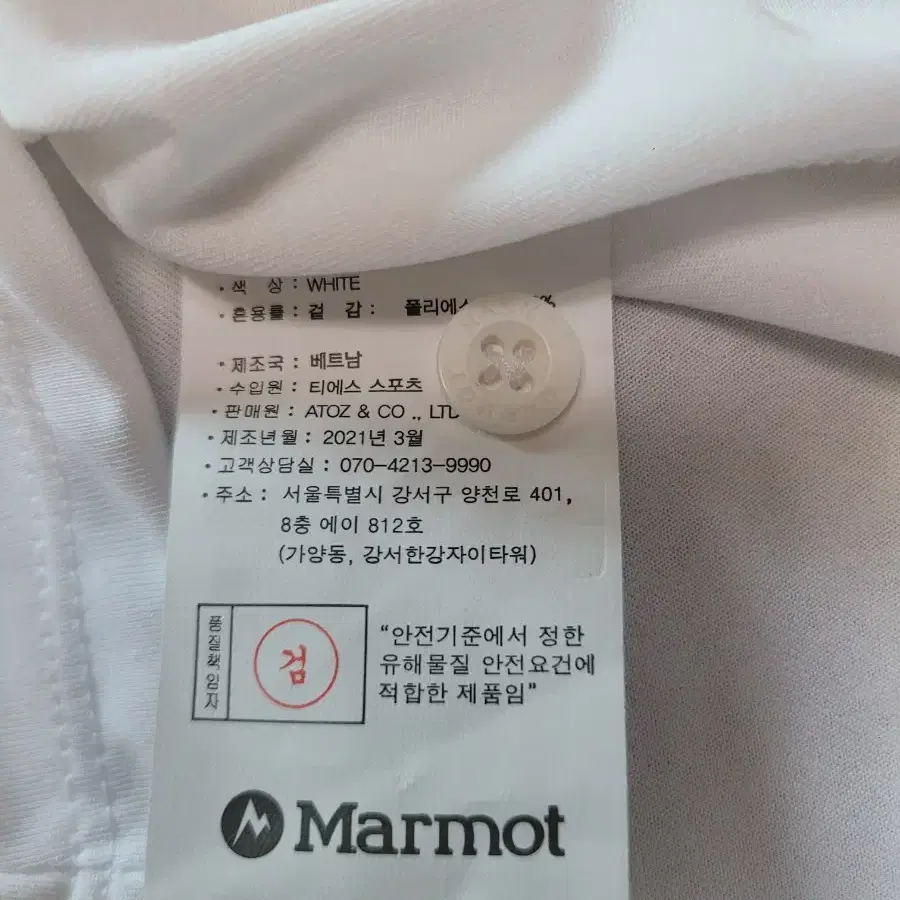 · 색 상 : WHITE
· 혼용률 : 겉 감 : 폴리에스 %
· 제조국 : 베트남
· 수입원 : 티에스 스포츠
· 판매원 : ATOZ & CO ., LTD
· 제조년월 : 2021년 3월
· 고객상담실 : 070-4213-9990
· 주소 : 서울특별시 강서구 양천로 401,
8층 에이 812호
(가양동, 강서한강자이타워)
품질책임자
검
“안전기준에서 정한
유해물질 안전요건에
적합한 제품임”
Marmot